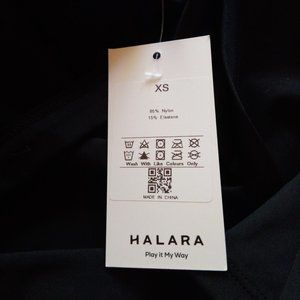 XS
85% Nylon
15% Elastane
Wash With Like Colours Only
MADE IN CHINA
HALARA
Play it My Way